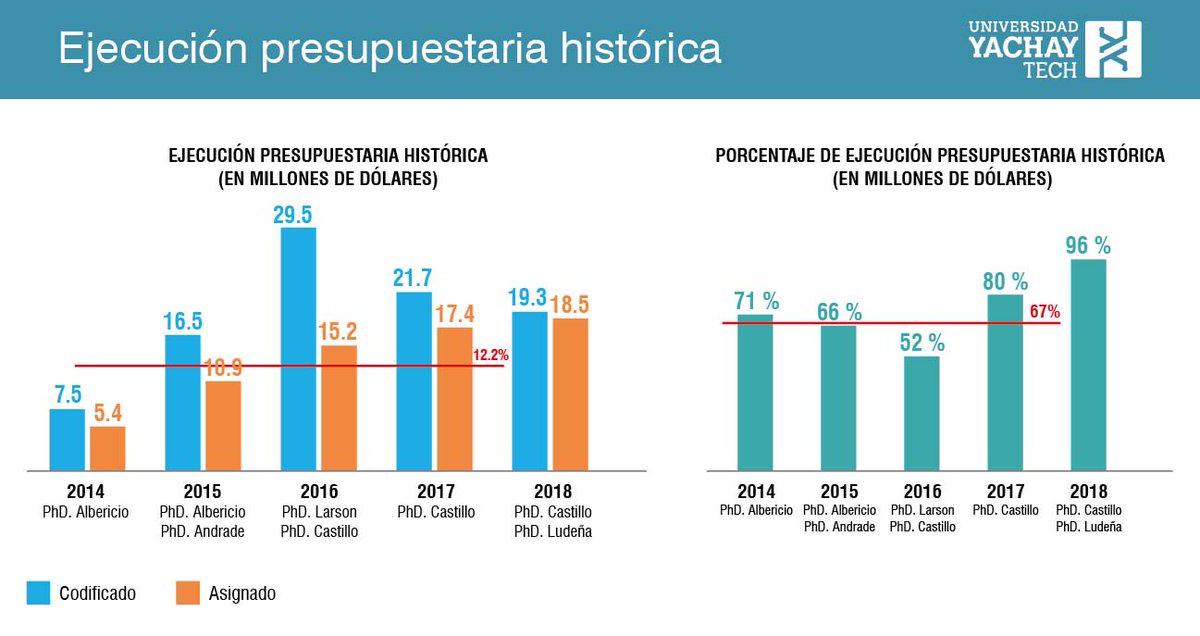 Ejecución presupuestaria histórica
UNIVERSIDAD
YACHAY
TECH
EJECUCIÓN PRESUPUESTARIA HISTÓRICA
(EN MILLONES DE DÓLARES)
29.5
21.7
19.3
18.5
16.5
17.4
15.2
12.2%
10.9
7.5
5.4
2014
PhD. Albericio
2015
PhD. Albericio
PhD. Andrade
2016
PhD. Larson
PhD. Castillo
2017
PhD. Castillo
2018
PhD. Castillo
PhD. Ludeña
Codificado
Asignado
PORCENTAJE DE EJECUCIÓN PRESUPUESTARIA HISTÓRICA
(EN MILLONES DE DÓLARES)
96 %
80 %
71 %
66 %
67%
52 %
2014
PhD. Albericio
2015
PhD. Albericio
PhD. Andrade
2016
PhD. Larson
PhD. Castillo
2017
PhD. Castillo
2018
PhD. Castillo
PhD. Ludeña